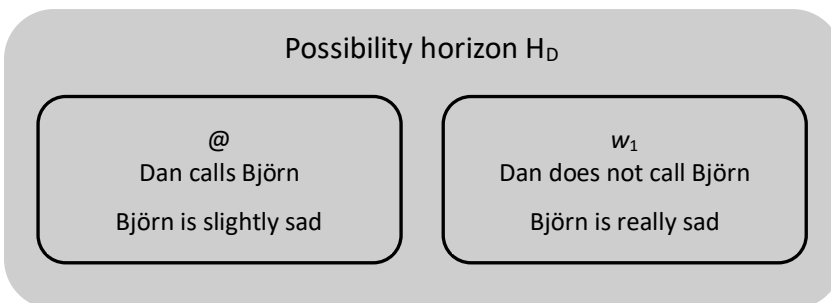 Possibility horizon H_D
@
Dan calls Björn
Björn is slightly sad
w₁
Dan does not call Björn
Björn is really sad